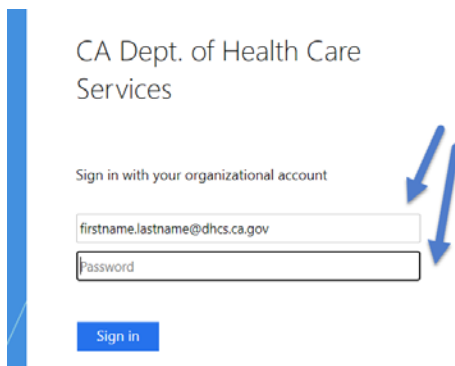 CA Dept. of Health Care
Services
Sign in with your organizational account
firstname.lastname@dhcs.ca.gov
Password
Sign in